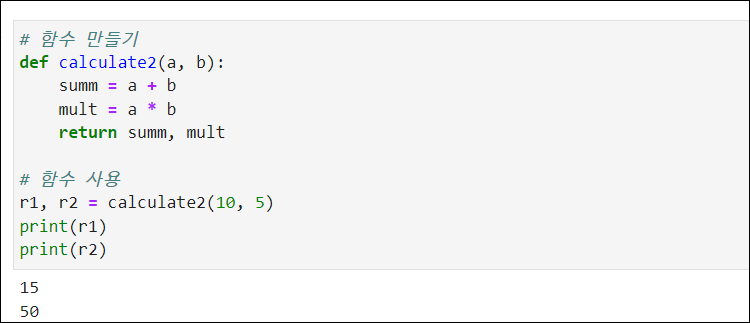 # 함수 만들기
def calculate2(a, b):
    summ = a + b
    mult = a * b
    return summ, mult

# 함수 사용
r1, r2 = calculate2(10, 5)
print(r1)
print(r2)
15
50